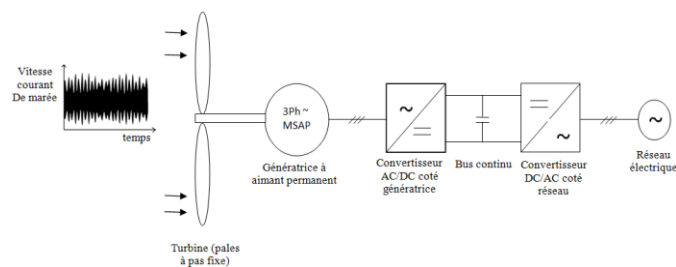 Vitesse
courant
De marée
temps
3Ph ~
MSAP
Génératrice à
aimant permanent
Convertisseur
AC/DC coté
génératrice
Bus continu
Convertisseur
DC/AC coté
réseau
Réseau
électrique
Turbine (pales
à pas fixe)